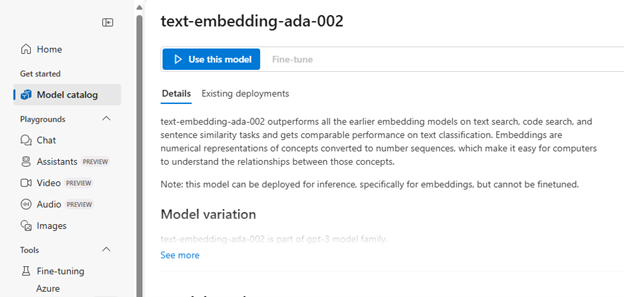 text-embedding-ada-002
Home
Use this model
Fine-tune
Get started
Model catalog
Details
Existing deployments
Playgrounds
text-embedding-ada-002 outperforms all the earlier embedding models on text search, code search, and
sentence similarity tasks and gets comparable performance on text classification. Embeddings are
numerical representations of concepts converted to number sequences, which make it easy for computers
to understand the relationships between those concepts.
Chat
Assistants PREVIEW
Video PREVIEW
Note: this model can be deployed for inference, specifically for embeddings, but cannot be finetuned.
Audio PREVIEW
Images
Model variation
text-embedding-ada-002 is part of gpt-3 model family.
Tools
See more
Fine-tuning
Azure